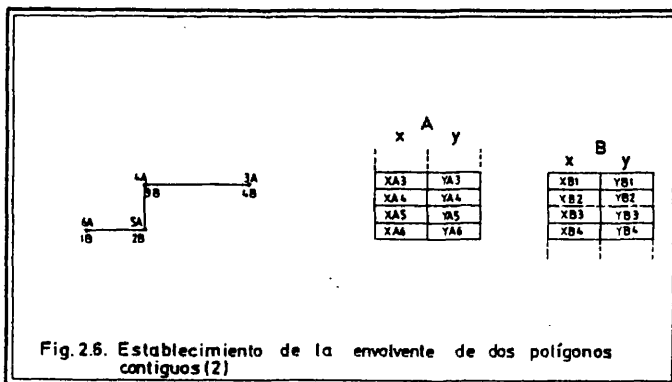 A
x y
B
x y
4A 3A
3B 4B
6A 5A
1B 2B
XA3 YA3
XA4 YA4
XA5 YA5
XA6 YA6
XB1 YB1
XB2 YB2
XB3 YB3
XB4 YB4
Fig. 2.6. Establecimiento de la envolvente de dos polígonos
contiguos (2)